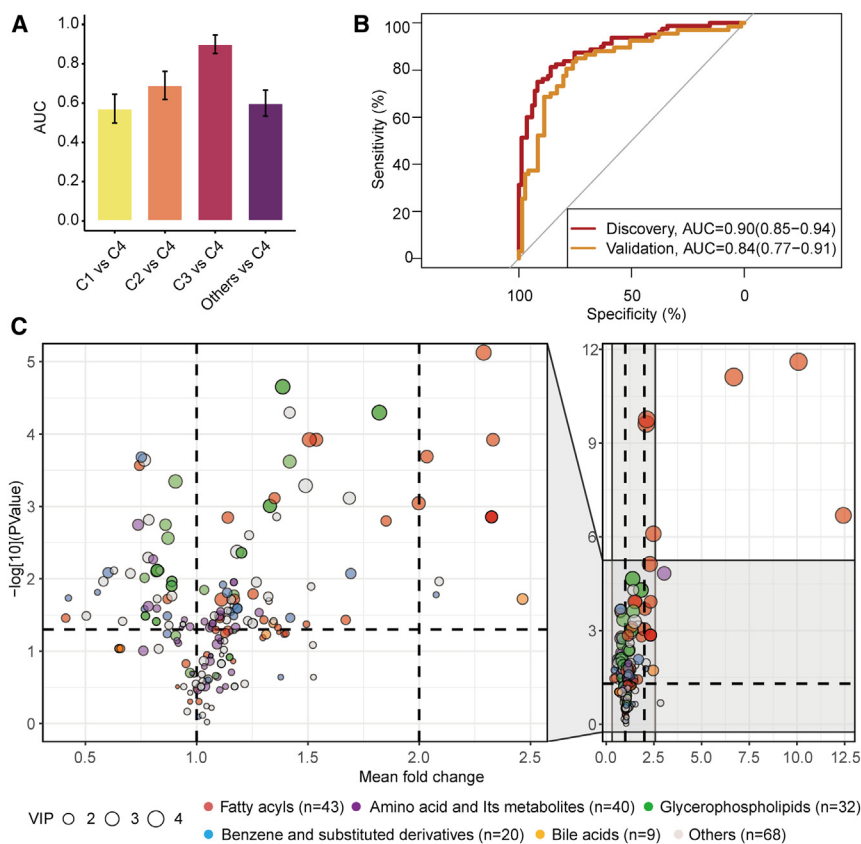 A
1.0
0.8
0.6
0.4
0.2
0.0
AUC
C1 vs C4
C2 vs C4
C3 vs C4
Others vs C4
B
100
80
60
40
20
0
Sensitivity (%)
Discovery, AUC=0.90(0.85−0.94)
Validation, AUC=0.84(0.77−0.91)
100 50 0
Specificity (%)
C
5
4
3
2
1
0
−log[10](PValue)
0.5 1.0 1.5 2.0 2.5
12
9
6
3
0
0.0 2.5 5.0 7.5 10.0 12.5
Mean fold change
VIP 2 3 4
Fatty acyls (n=43) Amino acid and Its metabolites (n=40) Glycerophospholipids (n=32)
Benzene and substituted derivatives (n=20) Bile acids (n=9) Others (n=68)